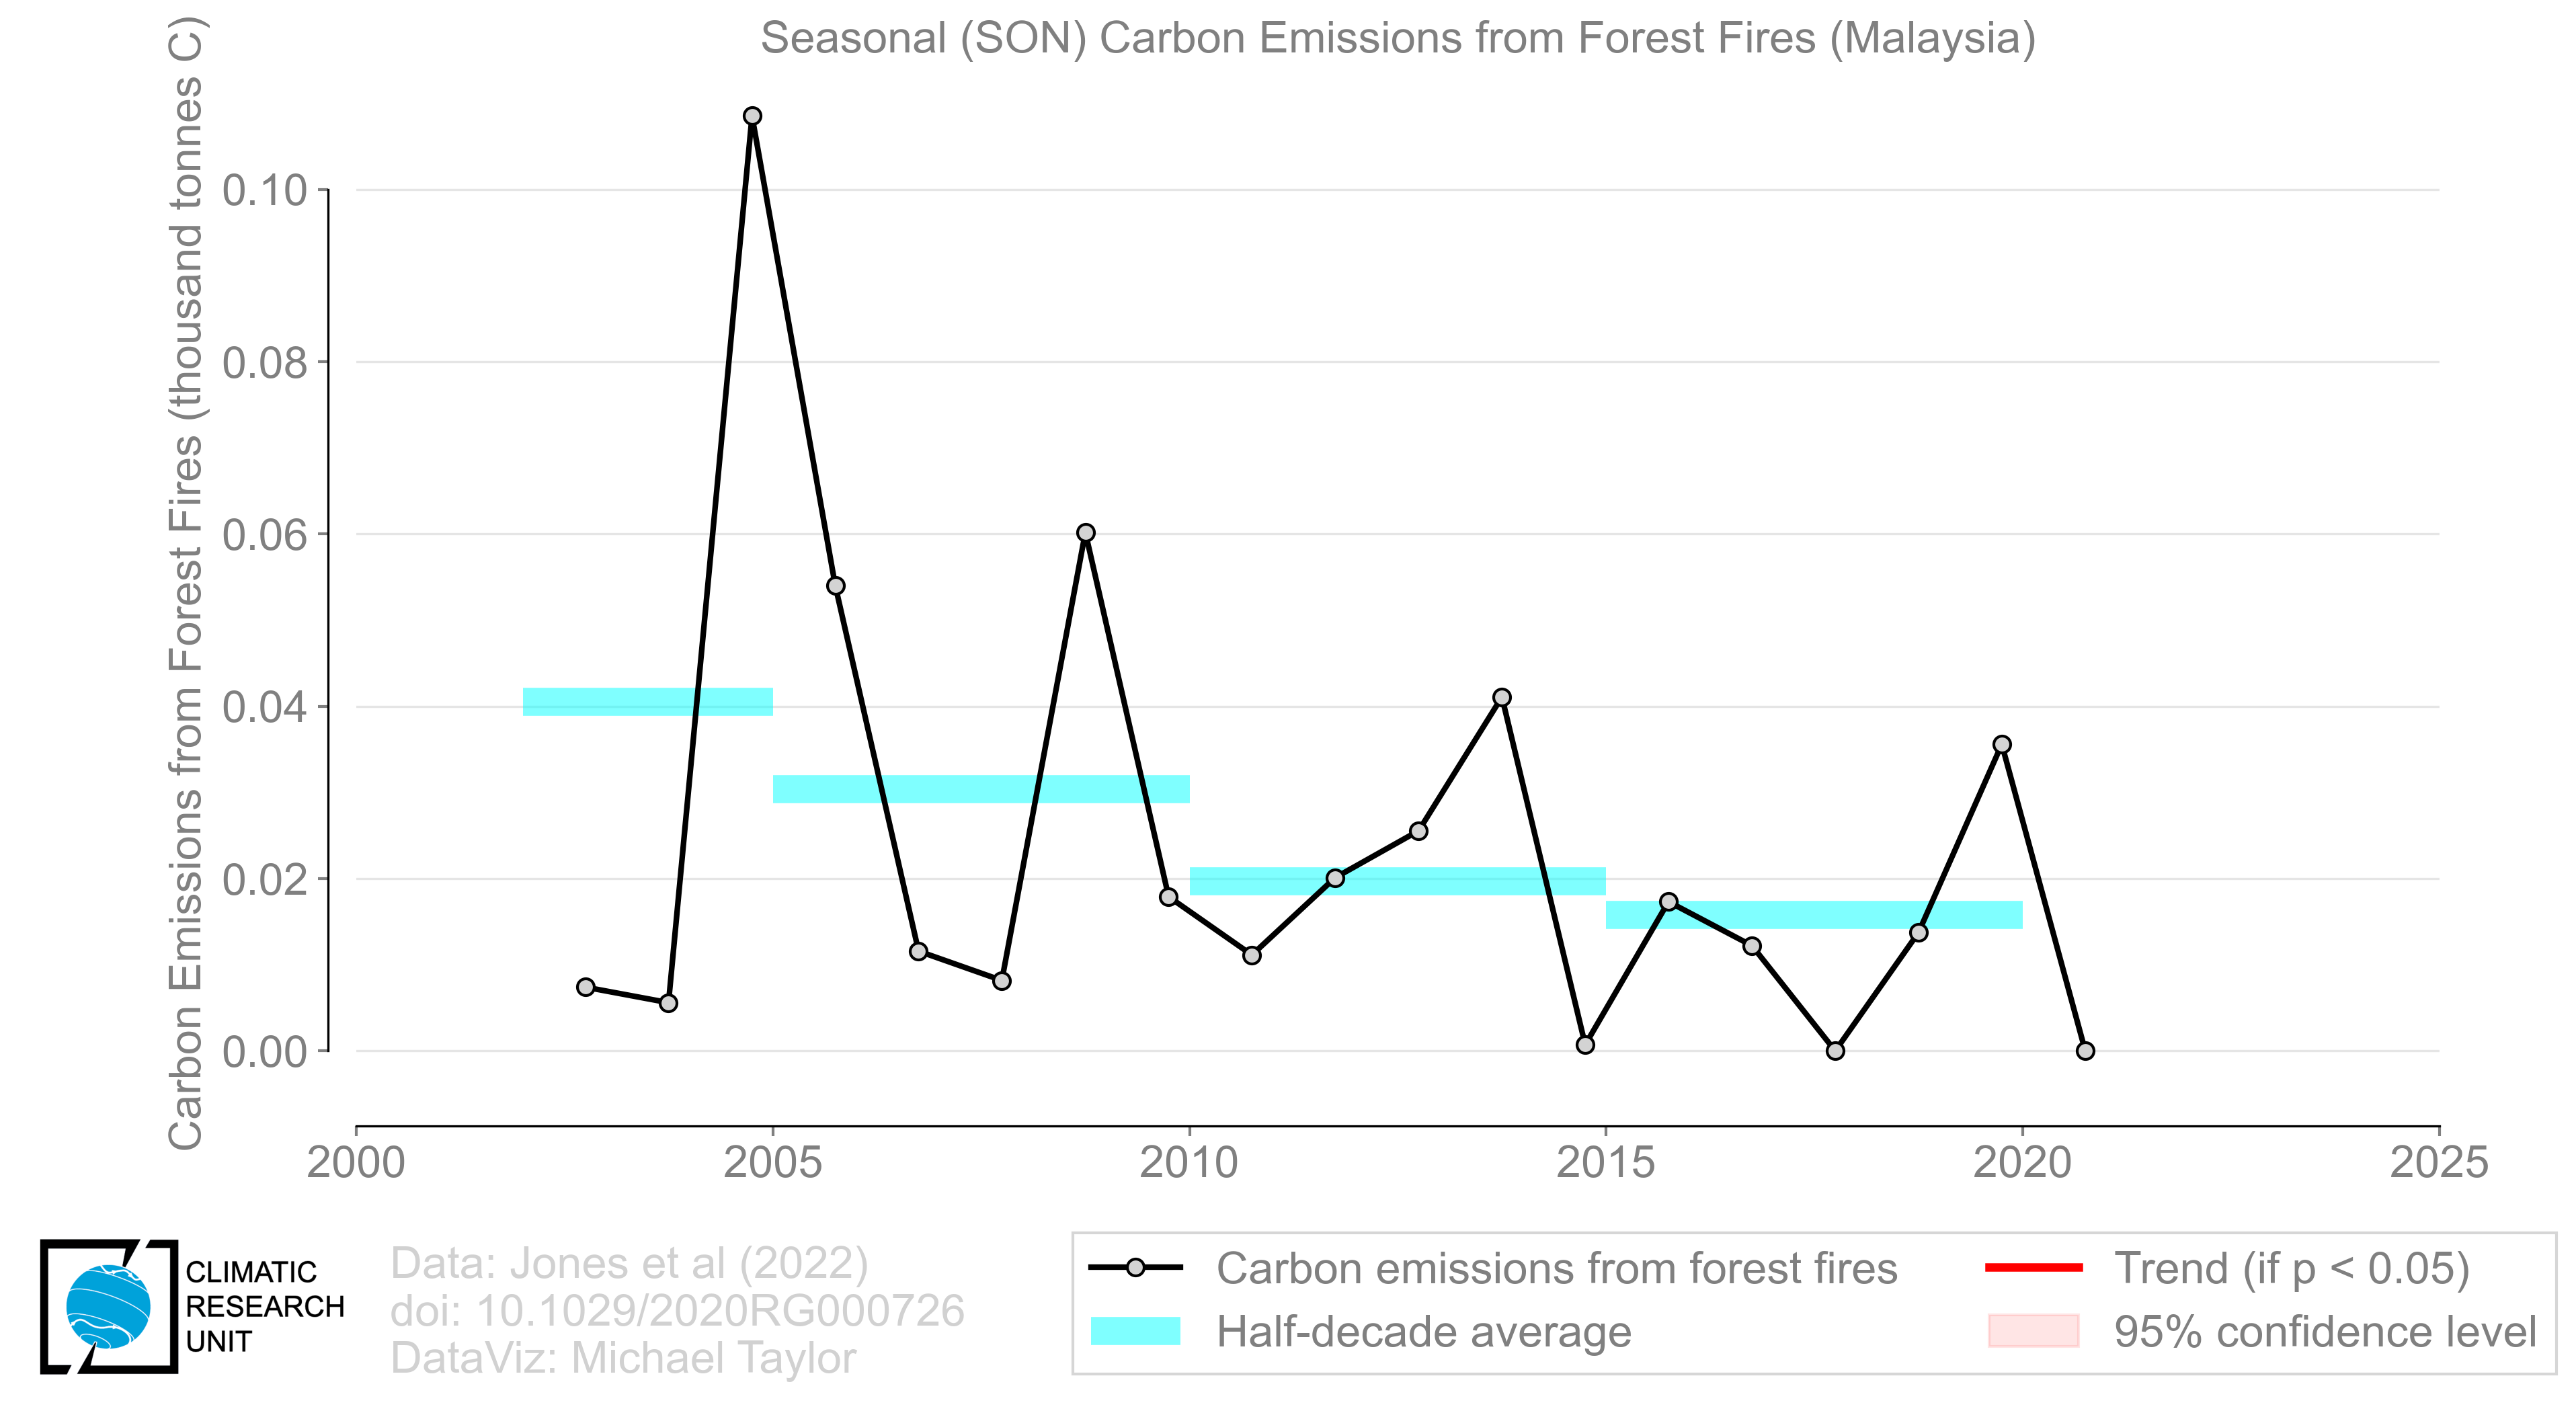 Seasonal (SON) Carbon Emissions from Forest Fires (Malaysia)
Carbon Emissions from Forest Fires (thousand tonnes C)
0.10
0.08
0.06
0.04
0.02
0.00
2000 2005 2010 2015 2020 2025
CLIMATIC
RESEARCH
UNIT
Data: Jones et al (2022)
doi: 10.1029/2020RG000726
DataViz: Michael Taylor
Carbon emissions from forest fires
Half-decade average
Trend (if p < 0.05)
95% confidence level